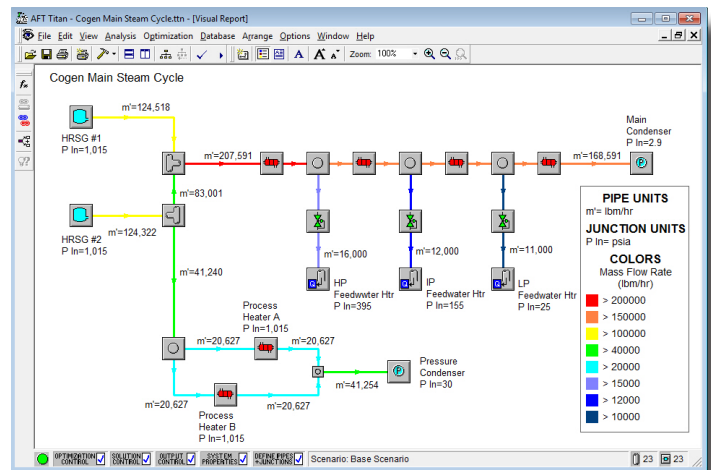 AFT Titan - Cogen Main Steam Cycle.ttn - [Visual Report]
File Edit View Analysis Optimization Database Arrange Options Window Help
A A A Zoom: 100%
Cogen Main Steam Cycle
m'=124,518
HRSG #1
P In=1,015
m'=207,591
m'=168,591
Main
Condenser
P In=2.9
m'=83,001
HRSG #2
P In=1,015
m'=124,322
m'=16,000
m'=12,000
m'=11,000
m'=41,240
HP
Feedwwter Htr
P In=395
IP
Feedwater Htr
P In=155
LP
Feedwater Htr
P In=25
Process
Heater A
P In=1,015
m'=20,627
m'=20,627
Pressure
Condenser
P In=30
m'=41,254
m'=20,627
m'=20,627
Process
Heater B
P In=1,015
PIPE UNITS
m'= lbm/hr
JUNCTION UNITS
P In= psia
COLORS
Mass Flow Rate
(lbm/hr)
> 200000
> 150000
> 100000
> 40000
> 20000
> 15000
> 12000
> 10000
OPTIMIZATION CONTROL
SOLUTION CONTROL
OUTPUT CONTROL
SYSTEM PROPERTIES
DEFINE PIPES +JUNCTIONS
Scenario: Base Scenario
23
23